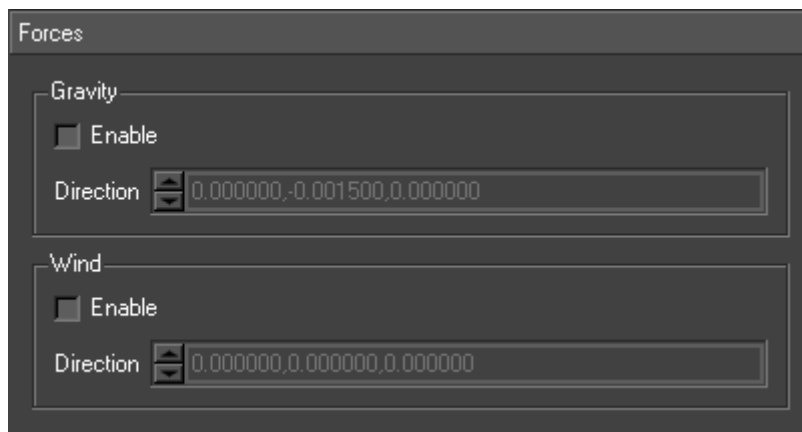 Forces
Gravity
Enable
Direction 0.000000,-0.001500,0.000000
Wind
Enable
Direction 0.000000,0.000000,0.000000